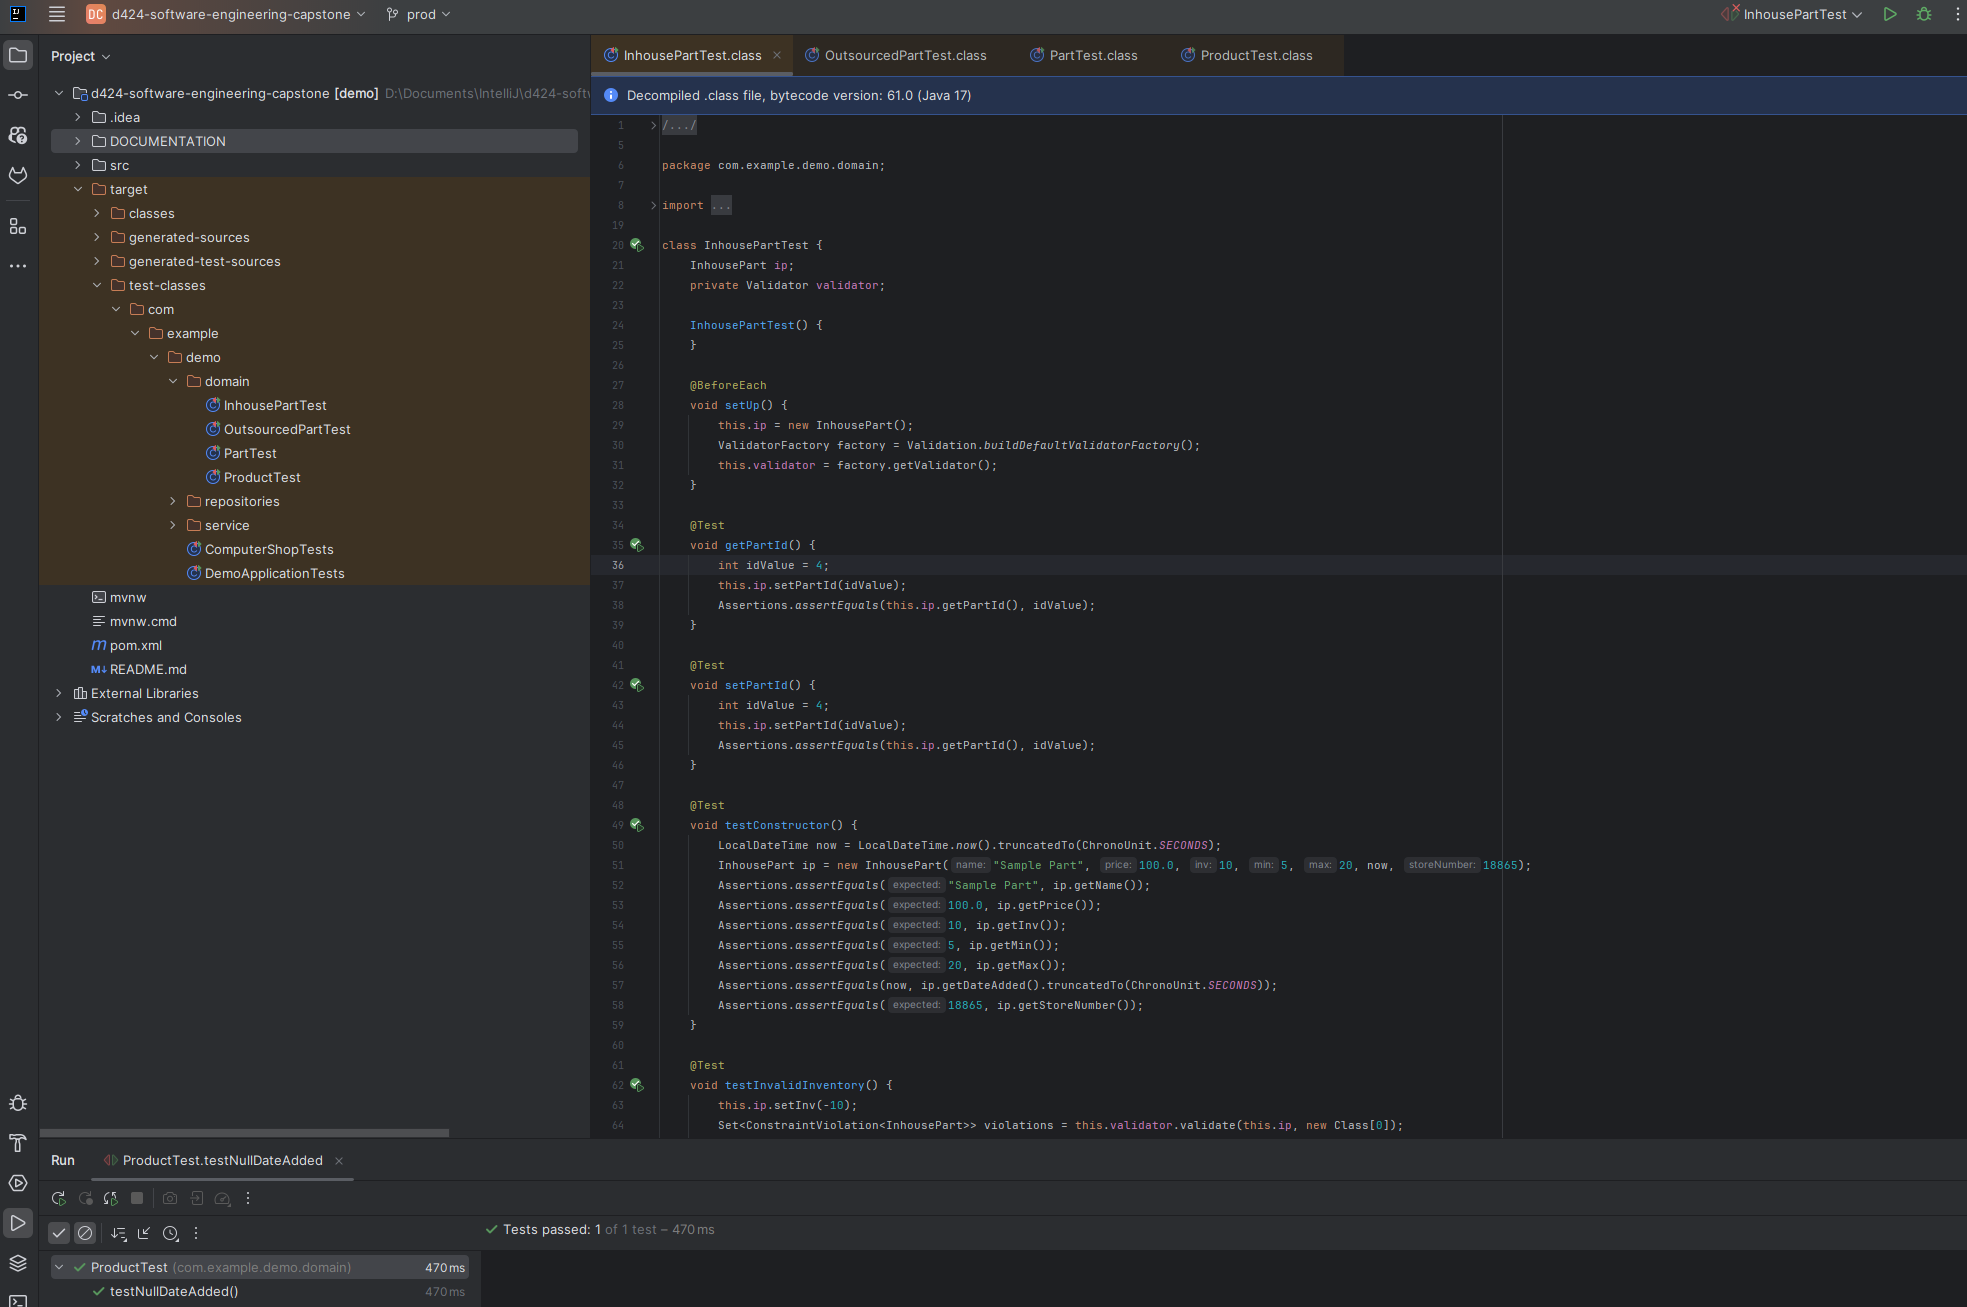 DC d424-software-engineering-capstone prod InhousePartTest
Project
InhousePartTest.class OutsourcedPartTest.class PartTest.class ProductTest.class
Decompiled .class file, bytecode version: 61.0 (Java 17)
d424-software-engineering-capstone [demo] D:\Documents\IntelliJ\d424-softw
.idea
DOCUMENTATION
src
target
classes
generated-sources
generated-test-sources
test-classes
com
example
demo
domain
InhousePartTest
OutsourcedPartTest
PartTest
ProductTest
repositories
service
ComputerShopTests
DemoApplicationTests
mvnw
mvnw.cmd
pom.xml
README.md
External Libraries
Scratches and Consoles
1 /.../
5
6 package com.example.demo.domain;
7
8 import ...
19
20 class InhousePartTest {
21 InhousePart ip;
22 private Validator validator;
23
24 InhousePartTest() {
25 }
26
27 @BeforeEach
28 void setUp() {
29 this.ip = new InhousePart();
30 ValidatorFactory factory = Validation.buildDefaultValidatorFactory();
31 this.validator = factory.getValidator();
32 }
33
34 @Test
35 void getPartId() {
36 int idValue = 4;
37 this.ip.setPartId(idValue);
38 Assertions.assertEquals(this.ip.getPartId(), idValue);
39 }
40
41 @Test
42 void setPartId() {
43 int idValue = 4;
44 this.ip.setPartId(idValue);
45 Assertions.assertEquals(this.ip.getPartId(), idValue);
46 }
47
48 @Test
49 void testConstructor() {
50 LocalDateTime now = LocalDateTime.now().truncatedTo(ChronoUnit.SECONDS);
51 InhousePart ip = new InhousePart( name: "Sample Part", price: 100.0, inv: 10, min: 5, max: 20, now, storeNumber: 18865);
52 Assertions.assertEquals( expected: "Sample Part", ip.getName());
53 Assertions.assertEquals( expected: 100.0, ip.getPrice());
54 Assertions.assertEquals( expected: 10, ip.getInv());
55 Assertions.assertEquals( expected: 5, ip.getMin());
56 Assertions.assertEquals( expected: 20, ip.getMax());
57 Assertions.assertEquals(now, ip.getDateAdded().truncatedTo(ChronoUnit.SECONDS));
58 Assertions.assertEquals( expected: 18865, ip.getStoreNumber());
59 }
60
61 @Test
62 void testInvalidInventory() {
63 this.ip.setInv(-10);
64 Set<ConstraintViolation<InhousePart>> violations = this.validator.validate(this.ip, new Class[0]);
Run ProductTest.testNullDateAdded
Tests passed: 1 of 1 test – 470 ms
ProductTest (com.example.demo.domain) 470 ms
testNullDateAdded() 470 ms